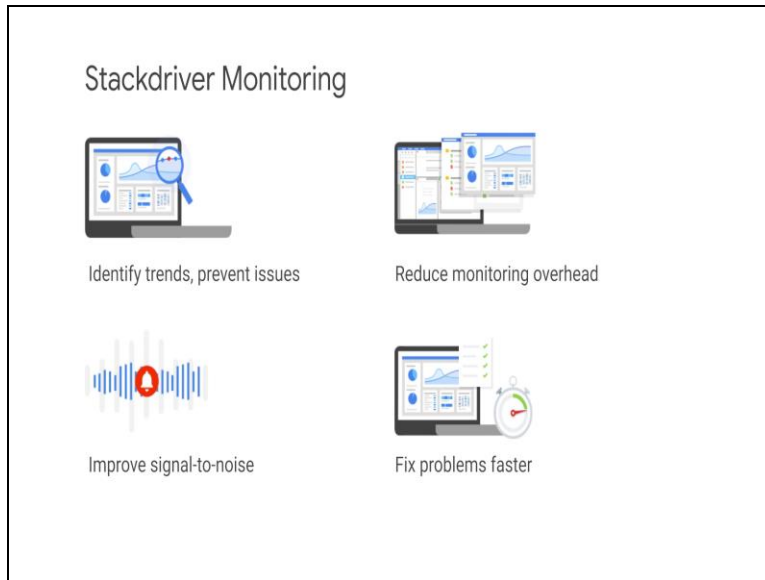 Stackdriver Monitoring
Identify trends, prevent issues
Reduce monitoring overhead
Improve signal-to-noise
Fix problems faster